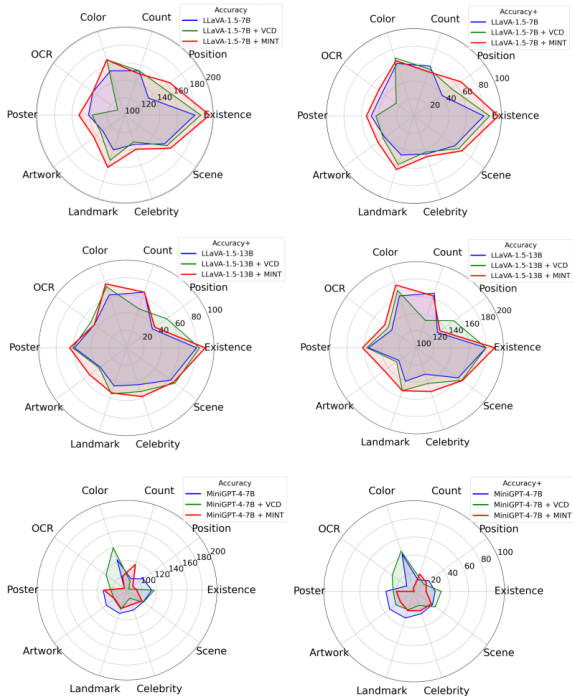 Accuracy
LLaVA-1.5-7B
LLaVA-1.5-7B + VCD
LLaVA-1.5-7B + MINT
Color
Count
OCR
Position
Poster
Existence
Artwork
Scene
Landmark
Celebrity
100
120
140
160
180
200
Accuracy+
LLaVA-1.5-7B
LLaVA-1.5-7B + VCD
LLaVA-1.5-7B + MINT
Color
Count
OCR
Position
Poster
Existence
Artwork
Scene
Landmark
Celebrity
20
40
60
80
100
Accuracy+
LLaVA-1.5-13B
LLaVA-1.5-13B + VCD
LLaVA-1.5-13B + MINT
Color
Count
OCR
Position
Poster
Existence
Artwork
Scene
Landmark
Celebrity
20
40
60
80
100
Accuracy
LLaVA-1.5-13B
LLaVA-1.5-13B + VCD
LLaVA-1.5-13B + MINT
Color
Count
OCR
Position
Poster
Existence
Artwork
Scene
Landmark
Celebrity
100
120
140
160
180
200
Accuracy
MiniGPT-4-7B
MiniGPT-4-7B + VCD
MiniGPT-4-7B + MINT
Color
Count
OCR
Position
Poster
Existence
Artwork
Scene
Landmark
Celebrity
100
120
140
160
180
200
Accuracy+
MiniGPT-4-7B
MiniGPT-4-7B + VCD
MiniGPT-4-7B + MINT
Color
Count
OCR
Position
Poster
Existence
Artwork
Scene
Landmark
Celebrity
20
40
60
80
100